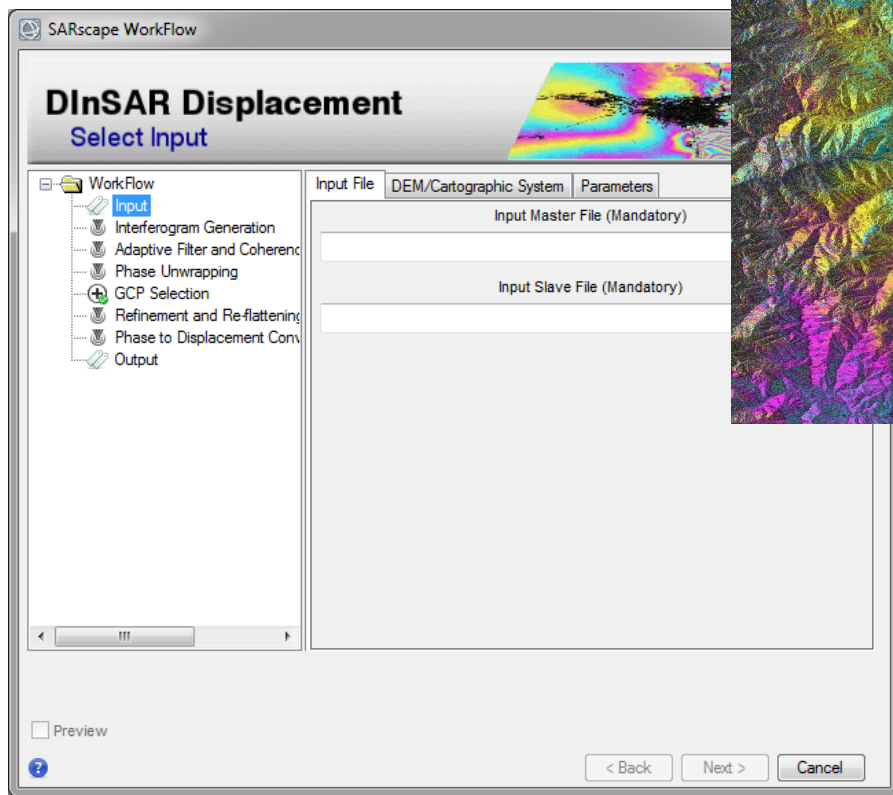 SARscape WorkFlow
DInSAR Displacement
Select Input
WorkFlow
Input
Interferogram Generation
Adaptive Filter and Coherenc
Phase Unwrapping
GCP Selection
Refinement and Re-flattening
Phase to Displacement Conv
Output
Input File DEM/Cartographic System Parameters
Input Master File (Mandatory)
Input Slave File (Mandatory)
Preview
< Back Next > Cancel